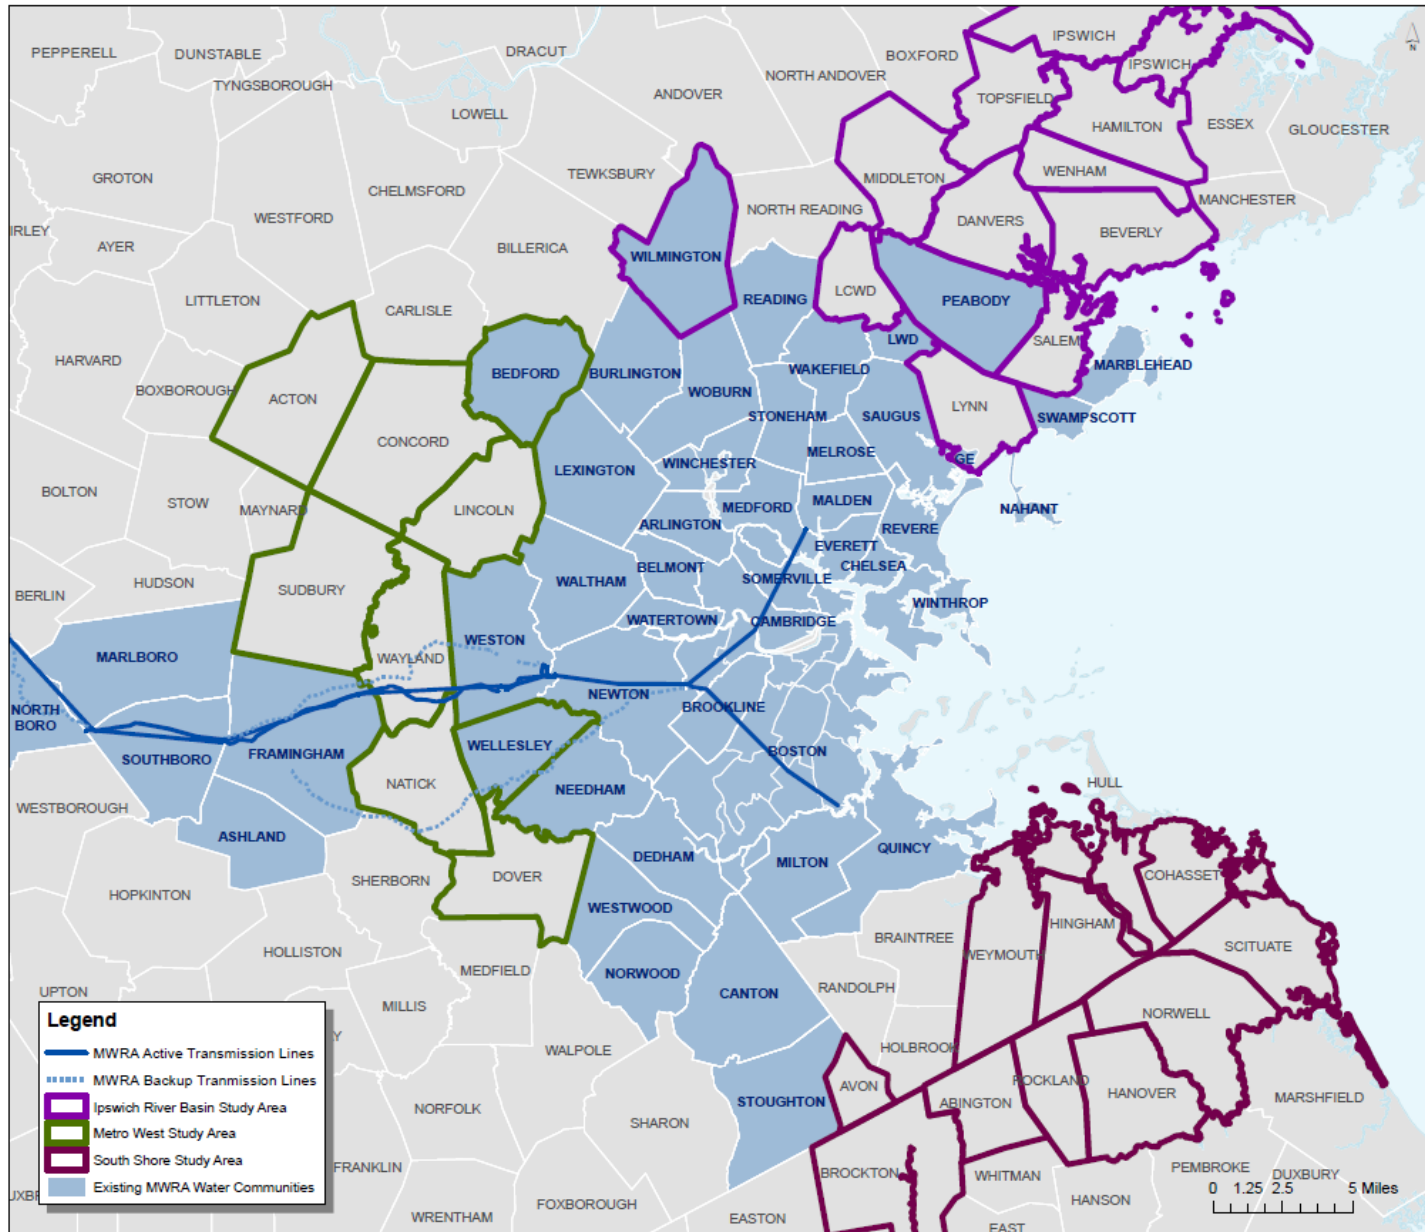 PEPPERELL
DUNSTABLE
DRACUT
BOXFORD
IPSWICH
N
TYNGSBOROUGH
NORTH ANDOVER
IPSWICH
ANDOVER
TOPSFIELD
LOWELL
HAMILTON
ESSEX
GLOUCESTER
GROTON
TEWKSBURY
CHELMSFORD
MIDDLETON
WENHAM
WESTFORD
NORTH READING
MANCHESTER
IRLEY
AYER
BILLERICA
DANVERS
BEVERLY
WILMINGTON
LITTLETON
CARLISLE
READING
LCWD
PEABODY
HARVARD
BOXBOROUGH
ACTON
BEDFORD
BURLINGTON
WOBURN
WAKEFIELD
LWD
SALEM
MARBLEHEAD
CONCORD
STONEHAM
SAUGUS
LYNN
SWAMPSCOTT
LEXINGTON
WINCHESTER
MELROSE
GE
BOLTON
STOW
MAYNARD
LINCOLN
ARLINGTON
MEDFORD
MALDEN
REVERE
NAHANT
EVERETT
BERLIN
HUDSON
SUDBURY
WALTHAM
BELMONT
SOMERVILLE
CHELSEA
WINTHROP
WATERTOWN
CAMBRIDGE
MARLBORO
WAYLAND
WESTON
NORTH
BORO
NEWTON
BROOKLINE
SOUTHBORO
FRAMINGHAM
WELLESLEY
BOSTON
NATICK
NEEDHAM
HULL
WESTBOROUGH
ASHLAND
DEDHAM
MILTON
QUINCY
HOPKINTON
SHERBORN
DOVER
COHASSET
WESTWOOD
HINGHAM
HOLLISTON
MEDFIELD
BRAINTREE
WEYMOUTH
SCITUATE
NORWOOD
CANTON
RANDOLPH
UPTON
MILLIS
NORWELL
WALPOLE
HOLBROOK
AVON
ROCKLAND
STOUGHTON
ABINGTON
HANOVER
MARSHFIELD
NORFOLK
SHARON
FRANKLIN
BROCKTON
WHITMAN
PEMBROKE
DUXBURY
HANSON
FOXBOROUGH
WRENTHAM
EASTON
EAST
Legend
MWRA Active Transmission Lines
MWRA Backup Tranmission Lines
Ipswich River Basin Study Area
Metro West Study Area
South Shore Study Area
Existing MWRA Water Communities
0 1.25 2.5 5 Miles